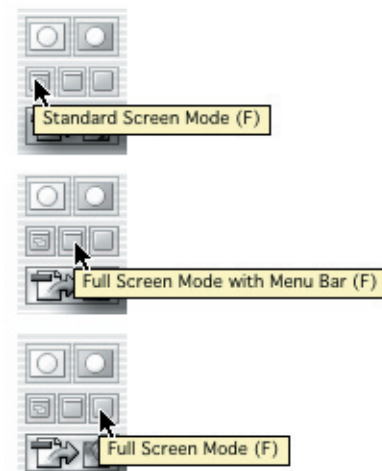 Standard Screen Mode (F)
Full Screen Mode with Menu Bar (F)
Full Screen Mode (F)